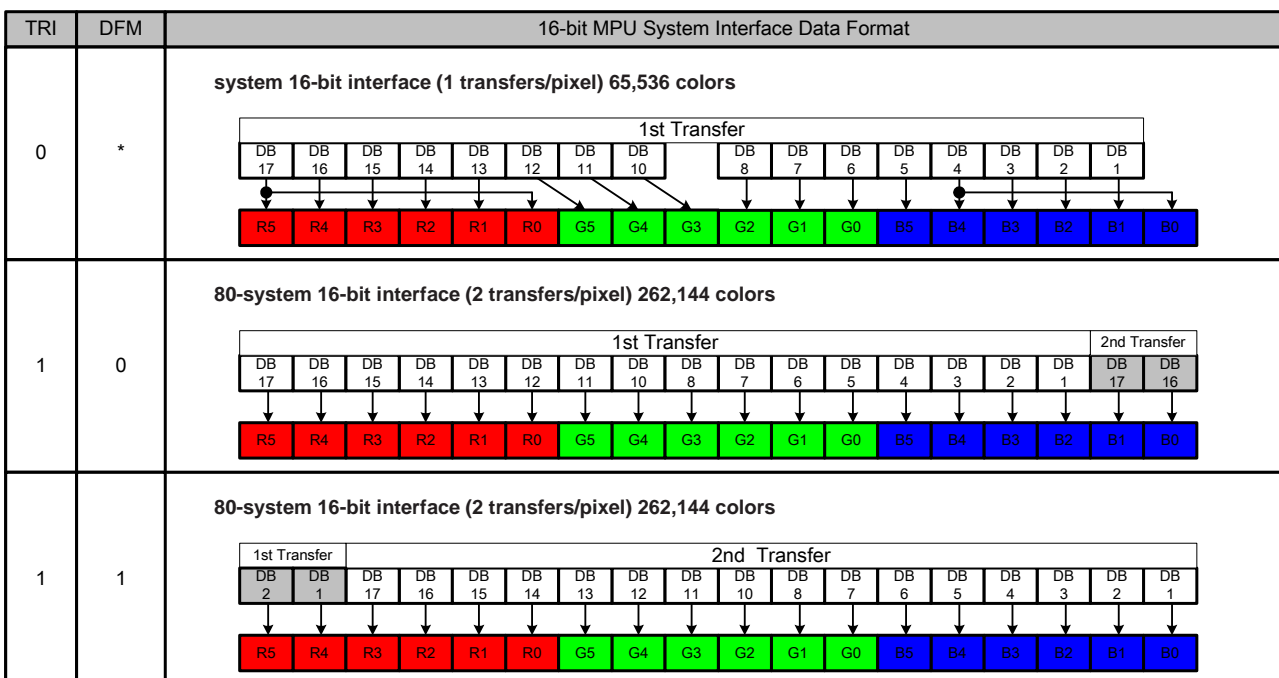 TRI DFM 16-bit MPU System Interface Data Format
system 16-bit interface (1 transfers/pixel) 65,536 colors
0 *
1st Transfer
DB 17 DB 16 DB 15 DB 14 DB 13 DB 12 DB 11 DB 10 DB 8 DB 7 DB 6 DB 5 DB 4 DB 3 DB 2 DB 1
R5 R4 R3 R2 R1 R0 G5 G4 G3 G2 G1 G0 B5 B4 B3 B2 B1 B0
80-system 16-bit interface (2 transfers/pixel) 262,144 colors
1 0
1st Transfer 2nd Transfer
DB 17 DB 16 DB 15 DB 14 DB 13 DB 12 DB 11 DB 10 DB 8 DB 7 DB 6 DB 5 DB 4 DB 3 DB 2 DB 1 DB 17 DB 16
R5 R4 R3 R2 R1 R0 G5 G4 G3 G2 G1 G0 B5 B4 B3 B2 B1 B0
80-system 16-bit interface (2 transfers/pixel) 262,144 colors
1 1
1st Transfer 2nd Transfer
DB 2 DB 1 DB 17 DB 16 DB 15 DB 14 DB 13 DB 12 DB 11 DB 10 DB 8 DB 7 DB 6 DB 5 DB 4 DB 3 DB 2 DB 1
R5 R4 R3 R2 R1 R0 G5 G4 G3 G2 G1 G0 B5 B4 B3 B2 B1 B0